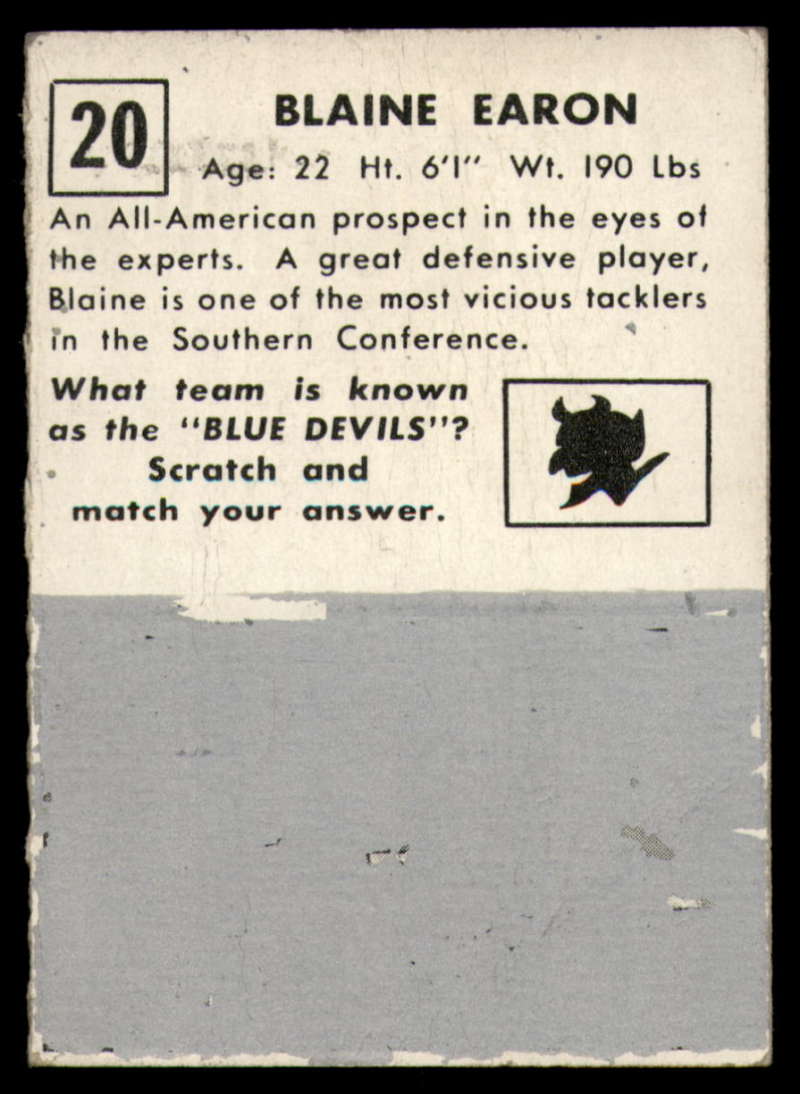 20
BLAINE EARON
Age: 22 Ht. 6'1" Wt. 190 Lbs
An All-American prospect in the eyes of
the experts. A great defensive player,
Blaine is one of the most vicious tacklers
in the Southern Conference.
What team is known
as the "BLUE DEVILS"?
Scratch and
match your answer.